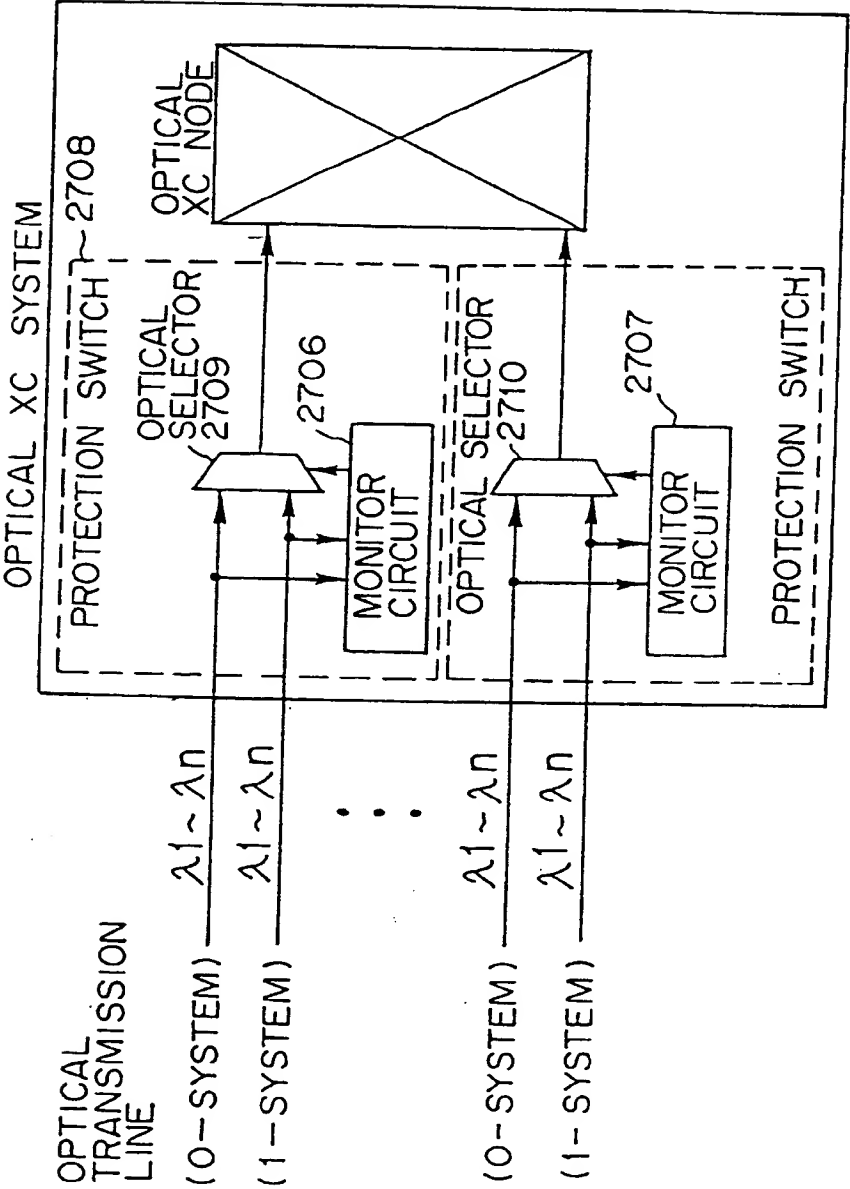 OPTICAL XC SYSTEM
PROTECTION SWITCH ~2708
OPTICAL
XC NODE
OPTICAL
SELECTOR
2709
2706
MONITOR
CIRCUIT
OPTICAL SELECTOR
2710
2707
MONITOR
CIRCUIT
PROTECTION SWITCH
OPTICAL
TRANSMISSION
LINE
(0-SYSTEM) λ1~λn
(1-SYSTEM) λ1~λn
(0-SYSTEM) λ1~λn
(1-SYSTEM) λ1~λn